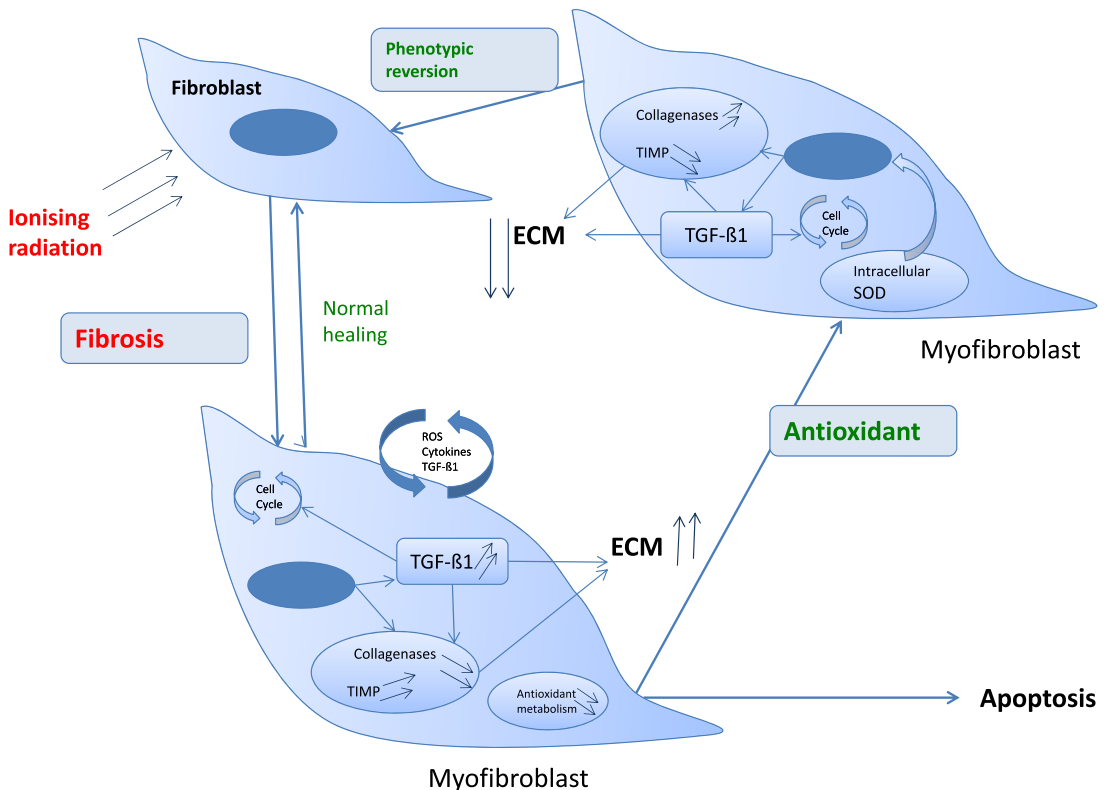 Phenotypic
reversion
Fibroblast
Collagenases
TIMP
Ionising
radiation
ECM
TGF-ß1
Cell
Cycle
Intracellular
SOD
Normal
healing
Fibrosis
Myofibroblast
Antioxidant
ROS
Cytokines
TGF-ß1
Cell
Cycle
ECM
TGF-ß1
Collagenases
TIMP
Antioxidant
metabolism
Apoptosis
Myofibroblast